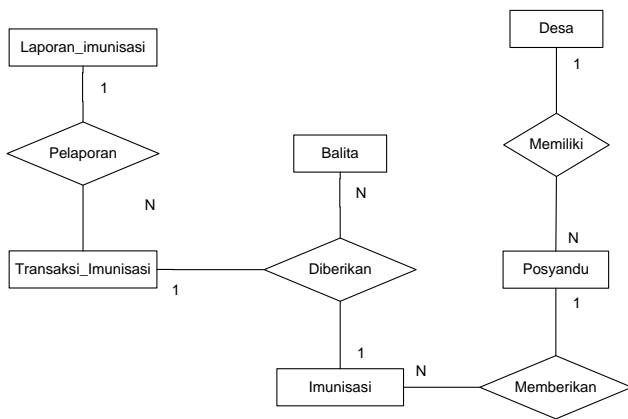 Desa
Laporan_imunisasi
1
1
Pelaporan
Balita
Memiliki
N
N
N
Transaksi_Imunisasi
Diberikan
Posyandu
1
1
1
N
Imunisasi
Memberikan